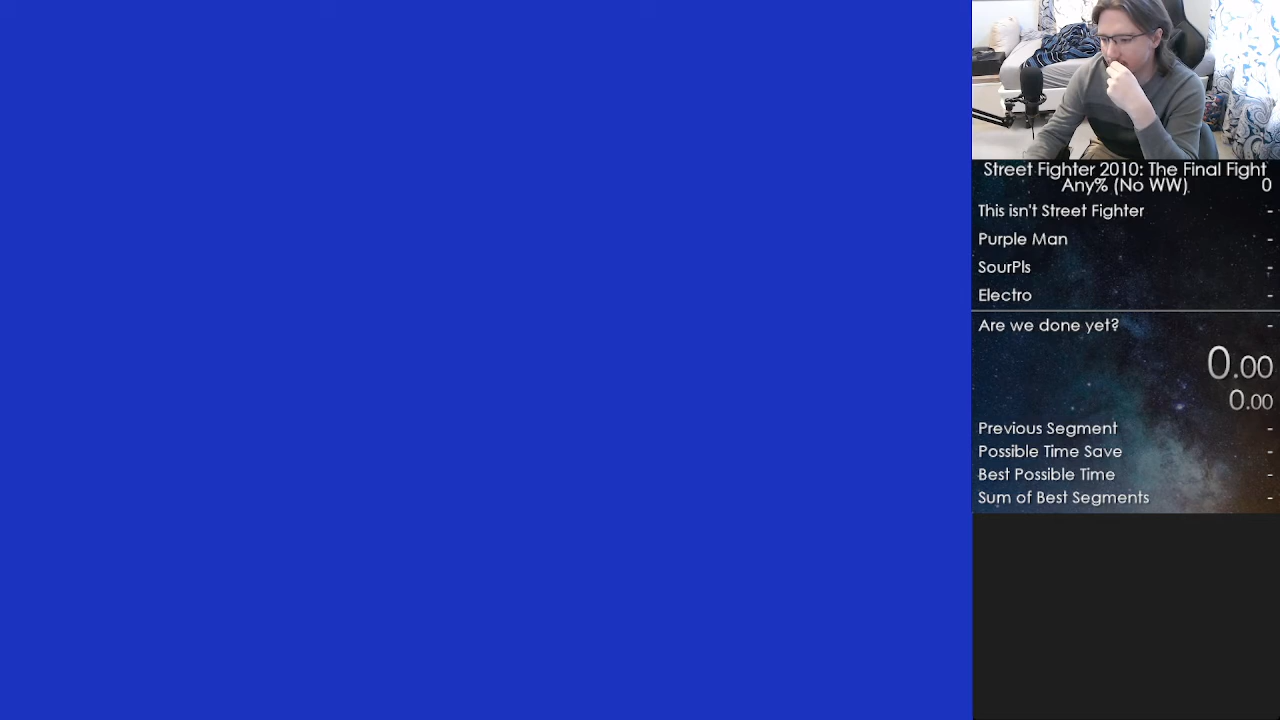 Street Fighter 2010: The Final Fight
Any% (No WW) 0
This isn't Street Fighter -
Purple Man -
SourPls -
Electro -
Are we done yet? -
0.00
0.00
Previous Segment -
Possible Time Save -
Best Possible Time -
Sum of Best Segments -